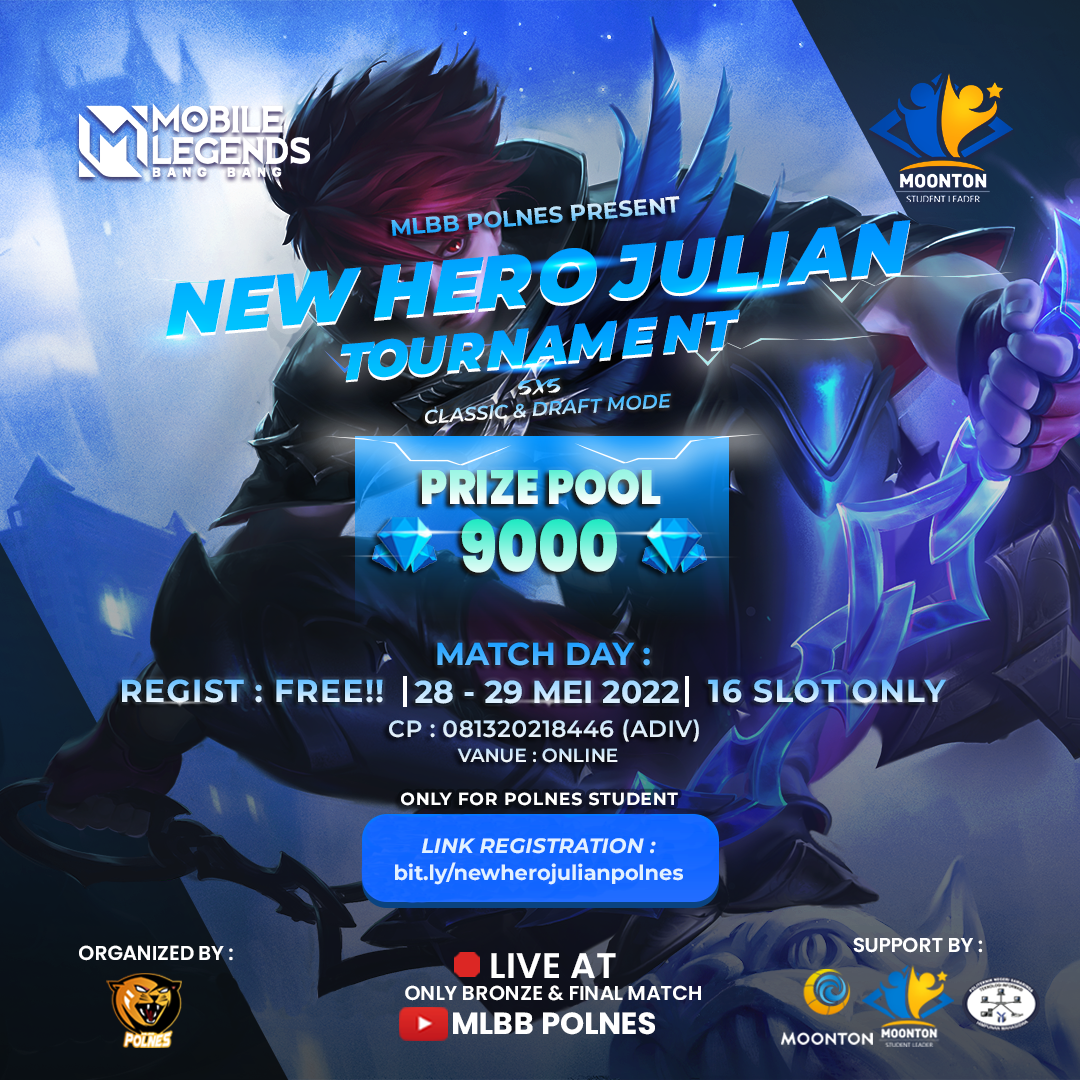 MOBILE
LEGENDS
BANG BANG
MOONTON
STUDENT LEADER
MLBB POLNES PRESENT
NEW HERO JULIAN
TOURNAMENT
5X5
CLASSIC & DRAFT MODE
PRIZE POOL
9000
MATCH DAY :
REGIST : FREE!! | 28 - 29 MEI 2022 | 16 SLOT ONLY
CP : 081320218446 (ADIV)
VANUE : ONLINE
ONLY FOR POLNES STUDENT
LINK REGISTRATION :
bit.ly/newherojulianpolnes
ORGANIZED BY :
POLNES
LIVE AT
ONLY BRONZE & FINAL MATCH
MLBB POLNES
SUPPORT BY :
MOONTON
MOONTON
STUDENT LEADER